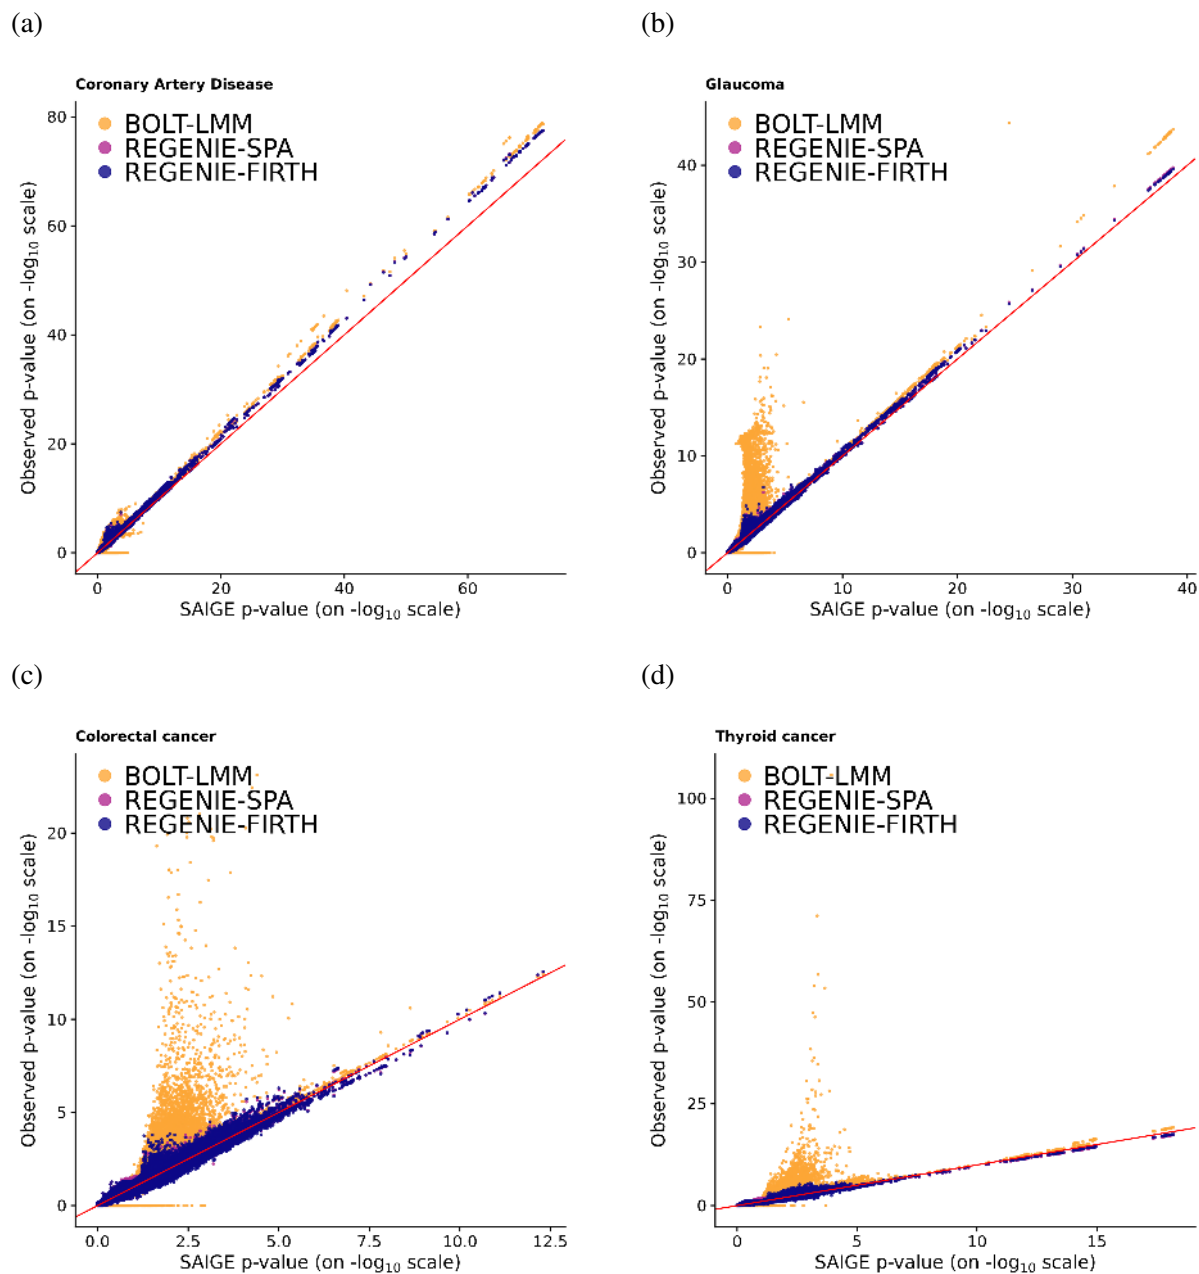 (a)
Coronary Artery Disease
BOLT-LMM
REGENIE-SPA
REGENIE-FIRTH
Observed p-value (on -log₁₀ scale)
80
60
40
20
0
0 20 40 60
SAIGE p-value (on -log₁₀ scale)
(b)
Glaucoma
BOLT-LMM
REGENIE-SPA
REGENIE-FIRTH
Observed p-value (on -log₁₀ scale)
40
30
20
10
0
0 10 20 30 40
SAIGE p-value (on -log₁₀ scale)
(c)
Colorectal cancer
BOLT-LMM
REGENIE-SPA
REGENIE-FIRTH
Observed p-value (on -log₁₀ scale)
20
15
10
5
0
0.0 2.5 5.0 7.5 10.0 12.5
SAIGE p-value (on -log₁₀ scale)
(d)
Thyroid cancer
BOLT-LMM
REGENIE-SPA
REGENIE-FIRTH
Observed p-value (on -log₁₀ scale)
100
75
50
25
0
0 5 10 15
SAIGE p-value (on -log₁₀ scale)